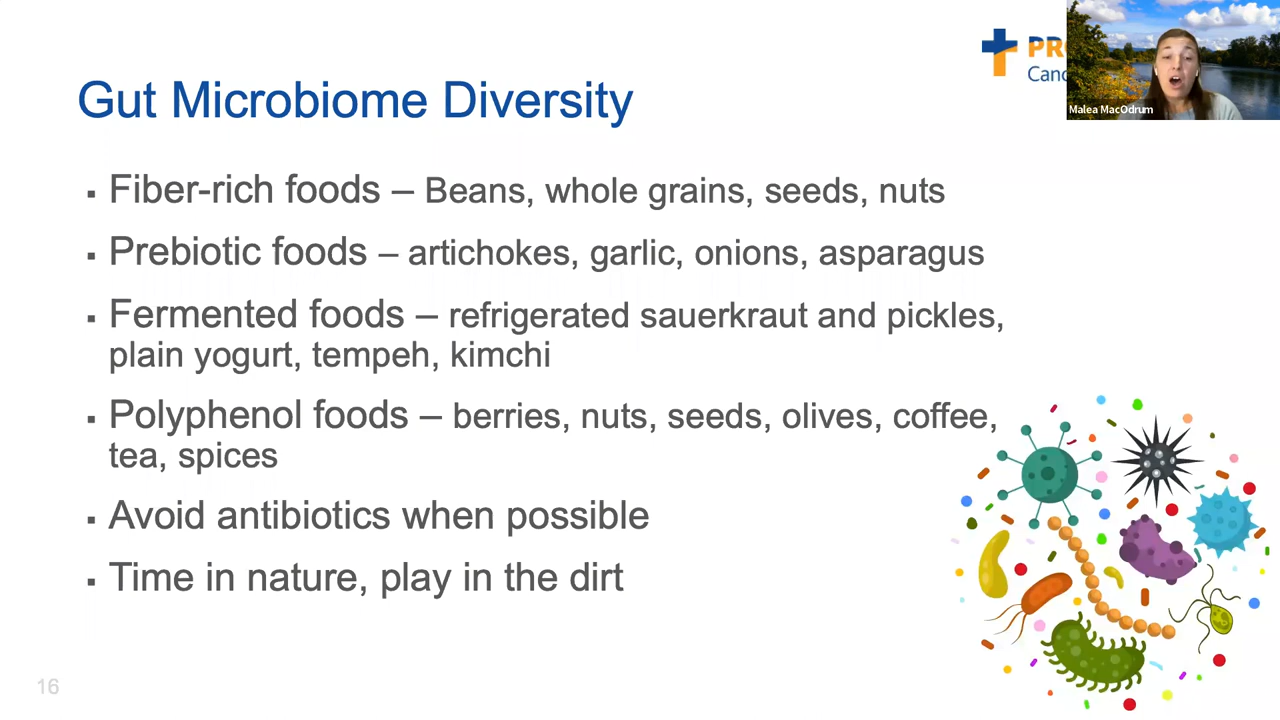 Gut Microbiome Diversity
Malea MacOdrum
▪ Fiber-rich foods – Beans, whole grains, seeds, nuts
▪ Prebiotic foods – artichokes, garlic, onions, asparagus
▪ Fermented foods – refrigerated sauerkraut and pickles,
plain yogurt, tempeh, kimchi
▪ Polyphenol foods – berries, nuts, seeds, olives, coffee,
tea, spices
▪ Avoid antibiotics when possible
▪ Time in nature, play in the dirt
16